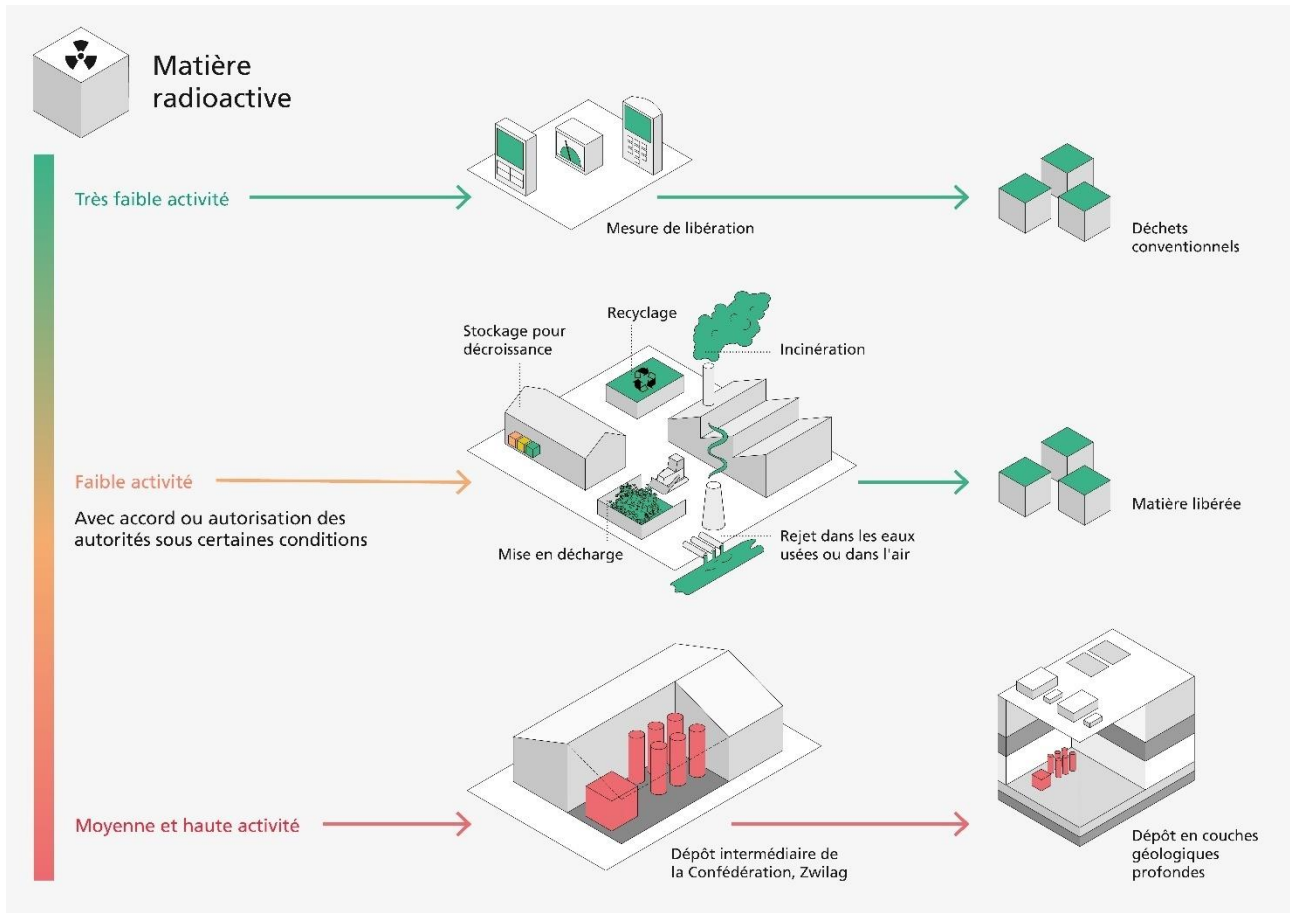 Matière
radioactive
Très faible activité
Mesure de libération
Déchets
conventionnels
Recyclage
Stockage pour
décroissance
Incinération
Faible activité
Avec accord ou autorisation des
autorités sous certaines conditions
Matière libérée
Mise en décharge
Rejet dans les eaux
usées ou dans l'air
Moyenne et haute activité
Dépôt intermédiaire de
la Confédération, Zwilag
Dépôt en couches
géologiques
profondes